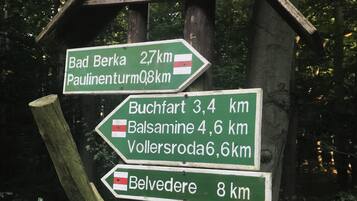 Bad Berka 2,7km
Paulinenturm 0,8km
Buchfart 3,4 km
Balsamine 4,6 km
Vollersroda 6,6 km
Belvedere 8 km